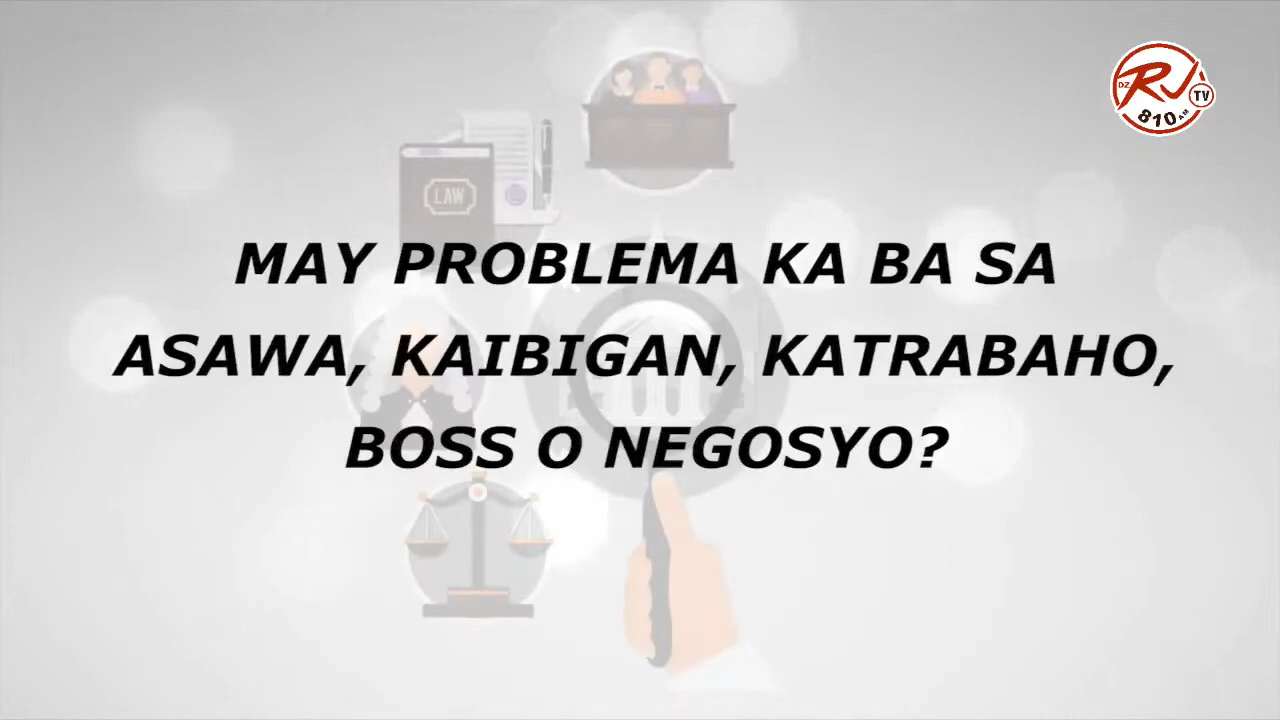 DZ RJ TV
810 AM
LAW
MAY PROBLEMA KA BA SA
ASAWA, KAIBIGAN, KATRABAHO,
BOSS O NEGOSYO?